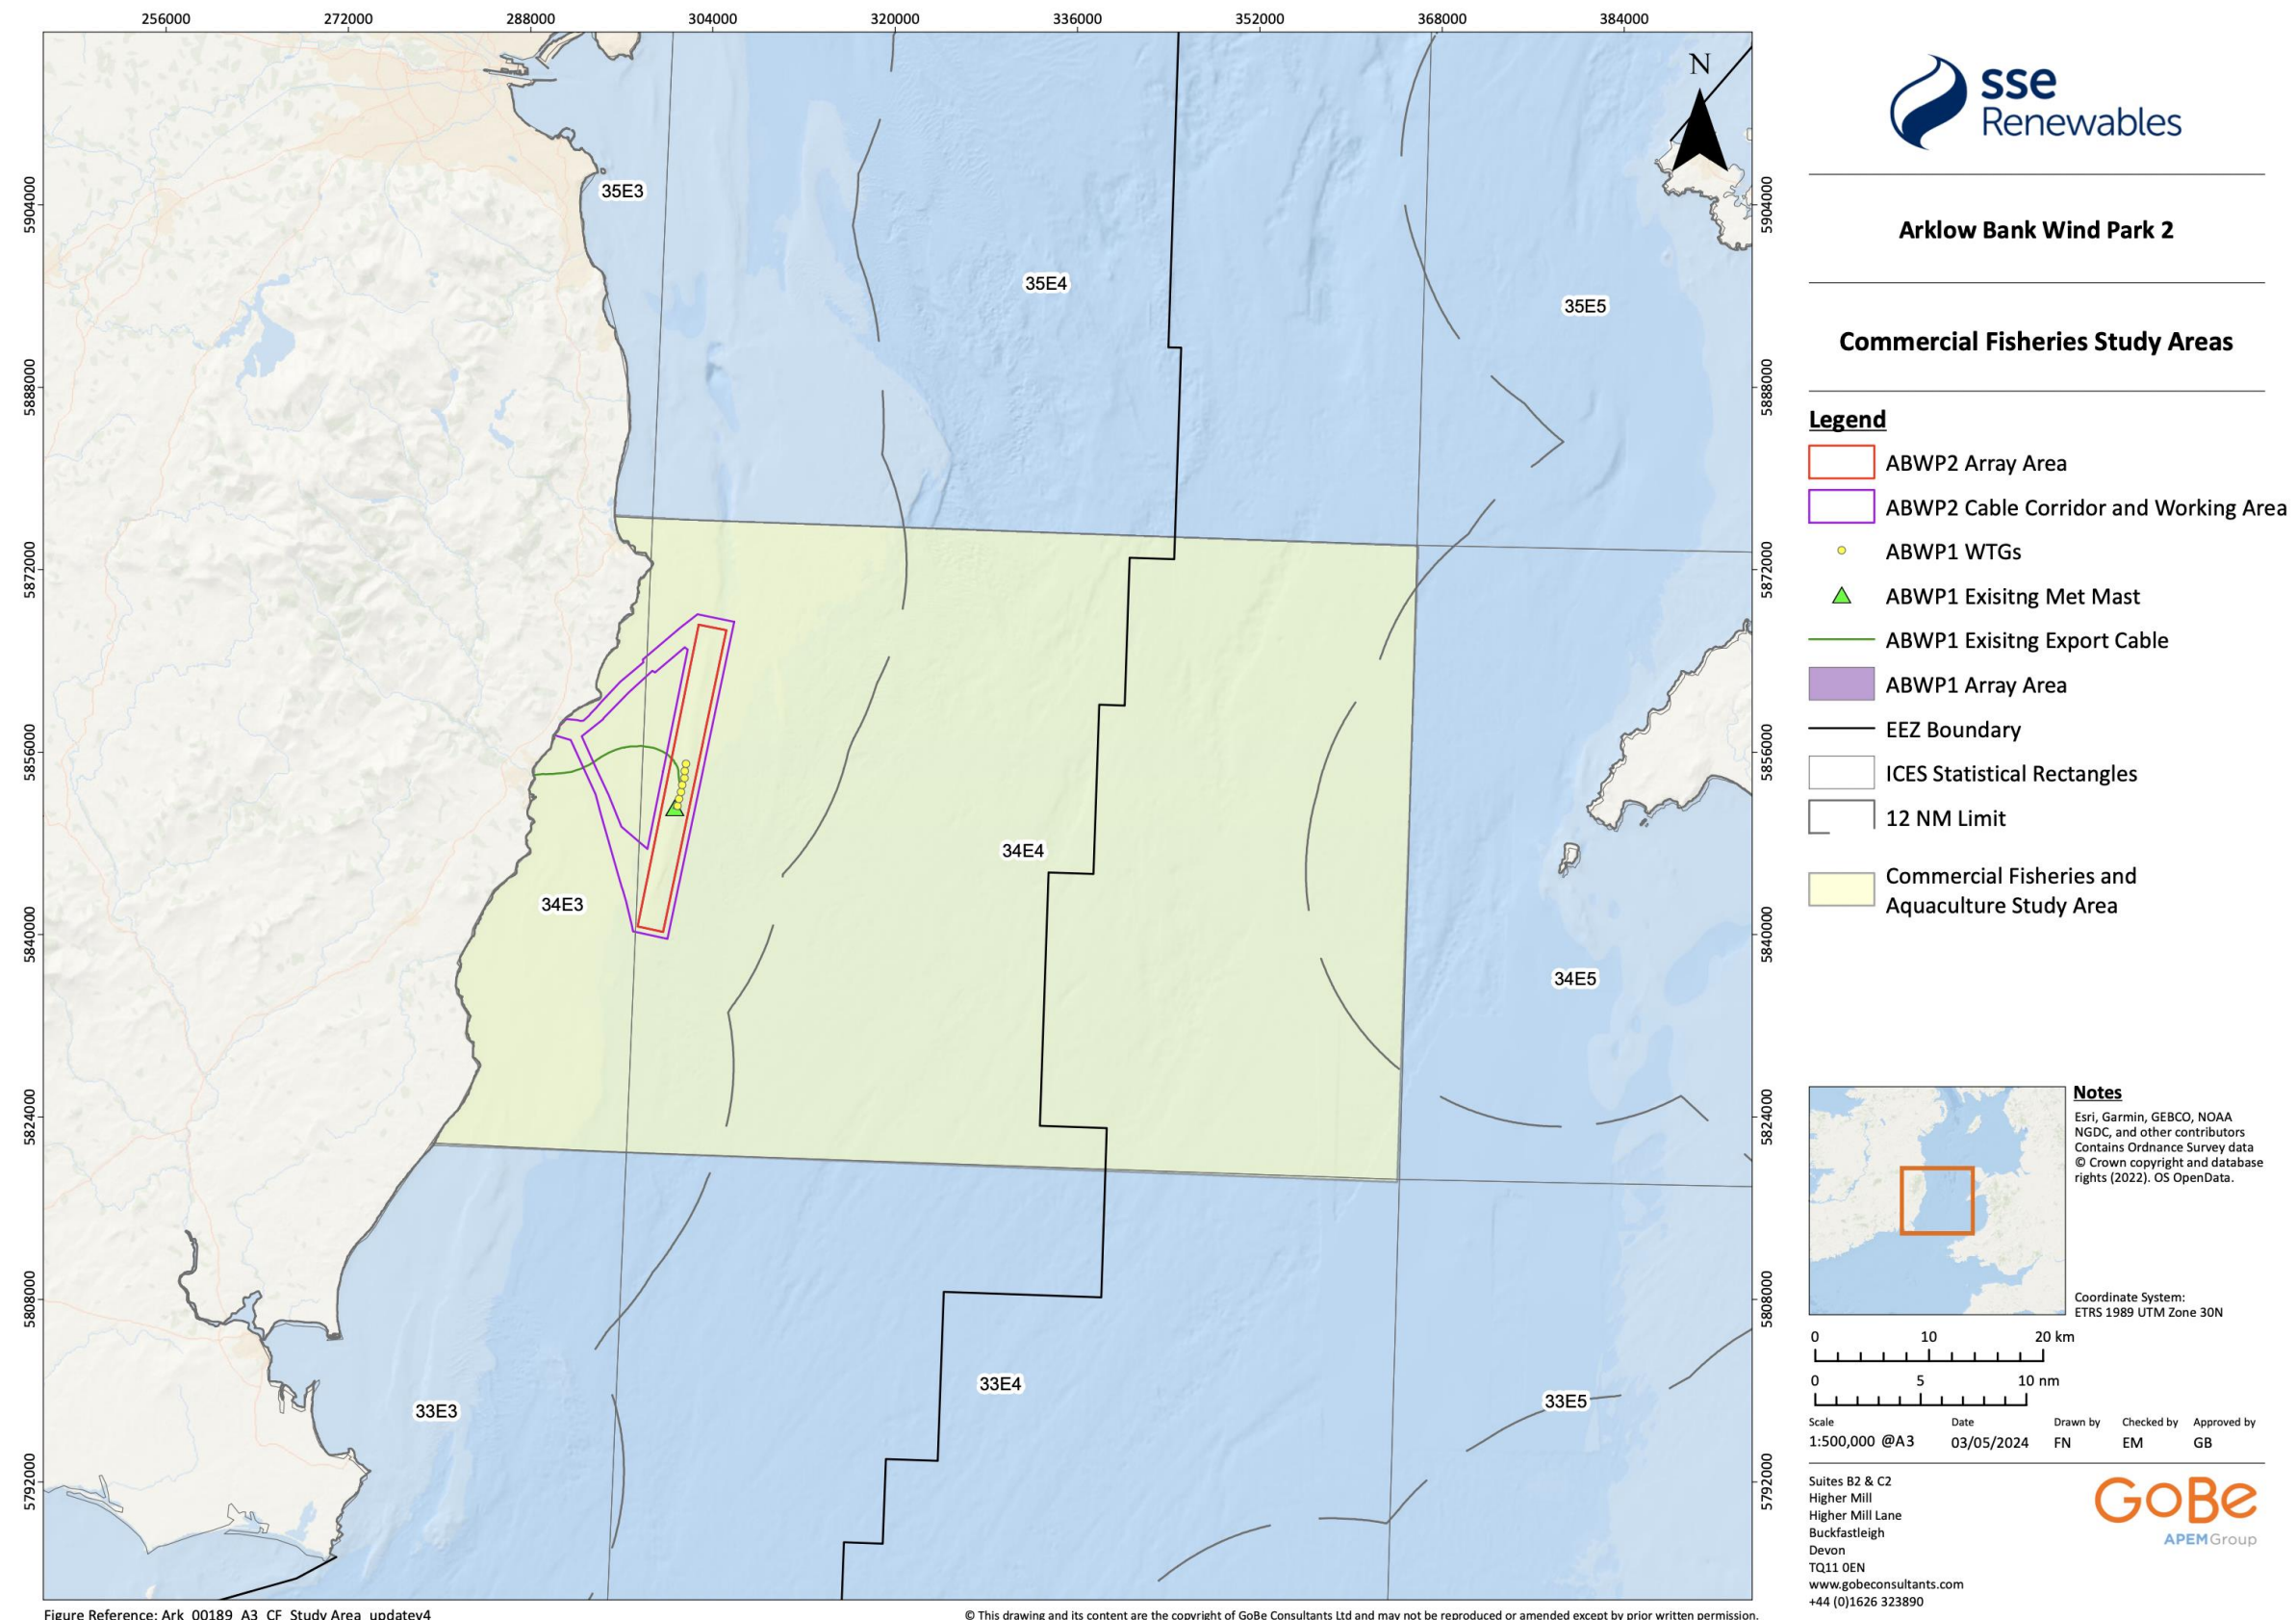 256000 272000 288000 304000 320000 336000 352000 368000 384000
5904000
5888000
5872000
5856000
5840000
5824000
5808000
5792000
35E3
35E4
35E5
34E3
34E4
34E5
33E3
33E4
33E5
N
5904000
5888000
5872000
5856000
5840000
5824000
5808000
5792000
sse
Renewables
Arklow Bank Wind Park 2
Commercial Fisheries Study Areas
Legend
ABWP2 Array Area
ABWP2 Cable Corridor and Working Area
ABWP1 WTGs
ABWP1 Exisitng Met Mast
ABWP1 Exisitng Export Cable
ABWP1 Array Area
EEZ Boundary
ICES Statistical Rectangles
12 NM Limit
Commercial Fisheries and
Aquaculture Study Area
Notes
Esri, Garmin, GEBCO, NOAA
NGDC, and other contributors
Contains Ordnance Survey data
© Crown copyright and database
rights (2022). OS OpenData.
Coordinate System:
ETRS 1989 UTM Zone 30N
0 10 20 km
0 5 10 nm
Scale Date Drawn by Checked by Approved by
1:500,000 @A3 03/05/2024 FN EM GB
Suites B2 & C2
Higher Mill
Higher Mill Lane
Buckfastleigh
Devon
TQ11 0EN
www.gobeconsultants.com
+44 (0)1626 323890
GoBe
APEMGroup
Figure Reference: Ark_00189_A3_CF_Study Area_updatev4
© This drawing and its content are the copyright of GoBe Consultants Ltd and may not be reproduced or amended except by prior written permission.